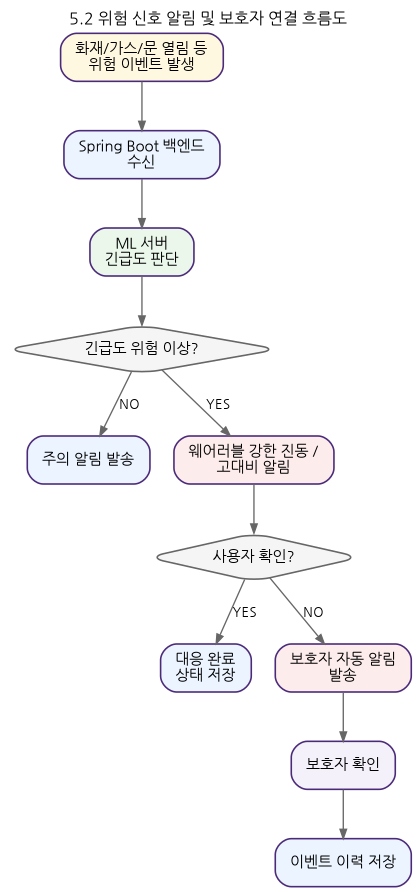 5.2 위험 신호 알림 및 보호자 연결 흐름도
화재/가스/문 열림 등
위험 이벤트 발생
Spring Boot 백엔드
수신
ML 서버
긴급도 판단
긴급도 위험 이상?
NO
YES
주의 알림 발송
웨어러블 강한 진동 /
고대비 알림
사용자 확인?
YES
NO
대응 완료
상태 저장
보호자 자동 알림
발송
보호자 확인
이벤트 이력 저장